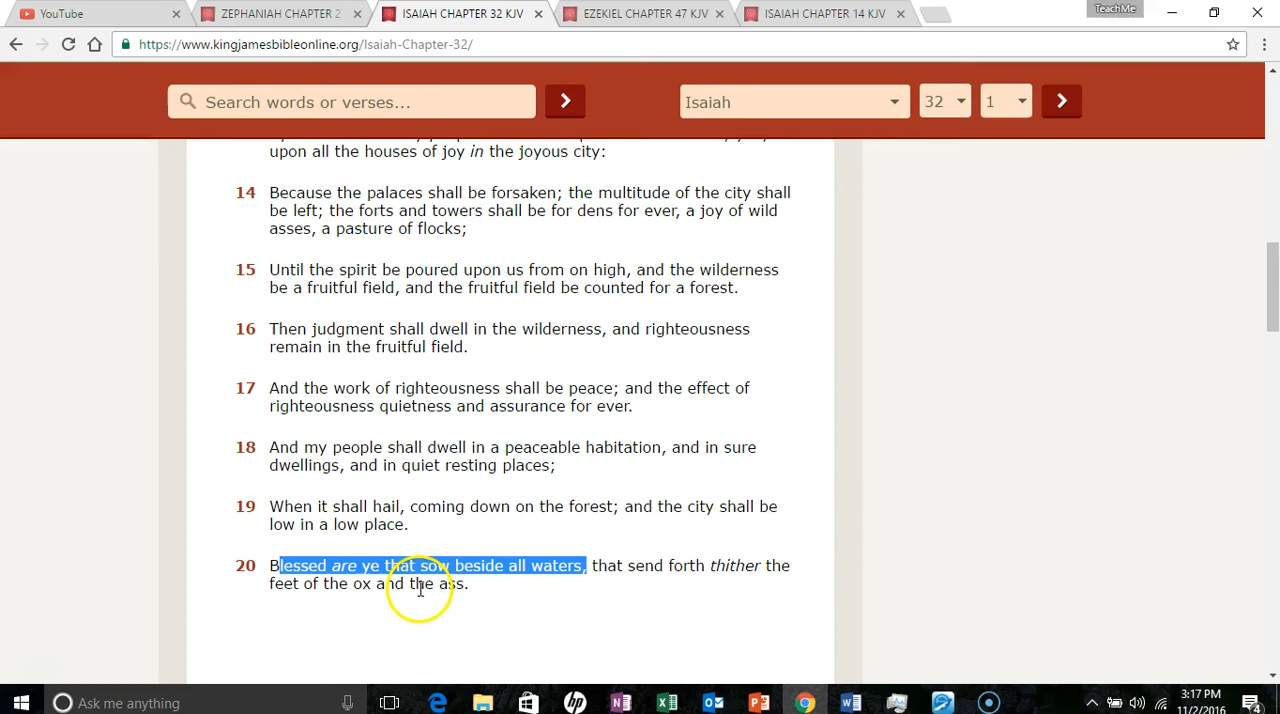 YouTube
ZEPHANIAH CHAPTER 2
ISAIAH CHAPTER 32 KJV
EZEKIEL CHAPTER 47 KJV
ISAIAH CHAPTER 14 KJV
TeachMe
https://www.kingjamesbibleonline.org/Isaiah-Chapter-32/
Search words or verses...
Isaiah
32
1
upon all the houses of joy in the joyous city:
14 Because the palaces shall be forsaken; the multitude of the city shall
be left; the forts and towers shall be for dens for ever, a joy of wild
asses, a pasture of flocks;
15 Until the spirit be poured upon us from on high, and the wilderness
be a fruitful field, and the fruitful field be counted for a forest.
16 Then judgment shall dwell in the wilderness, and righteousness
remain in the fruitful field.
17 And the work of righteousness shall be peace; and the effect of
righteousness quietness and assurance for ever.
18 And my people shall dwell in a peaceable habitation, and in sure
dwellings, and in quiet resting places;
19 When it shall hail, coming down on the forest; and the city shall be
low in a low place.
20 Blessed are ye that sow beside all waters, that send forth thither the
feet of the ox and the ass.
Ask me anything
3:17 PM
11/2/2016
4